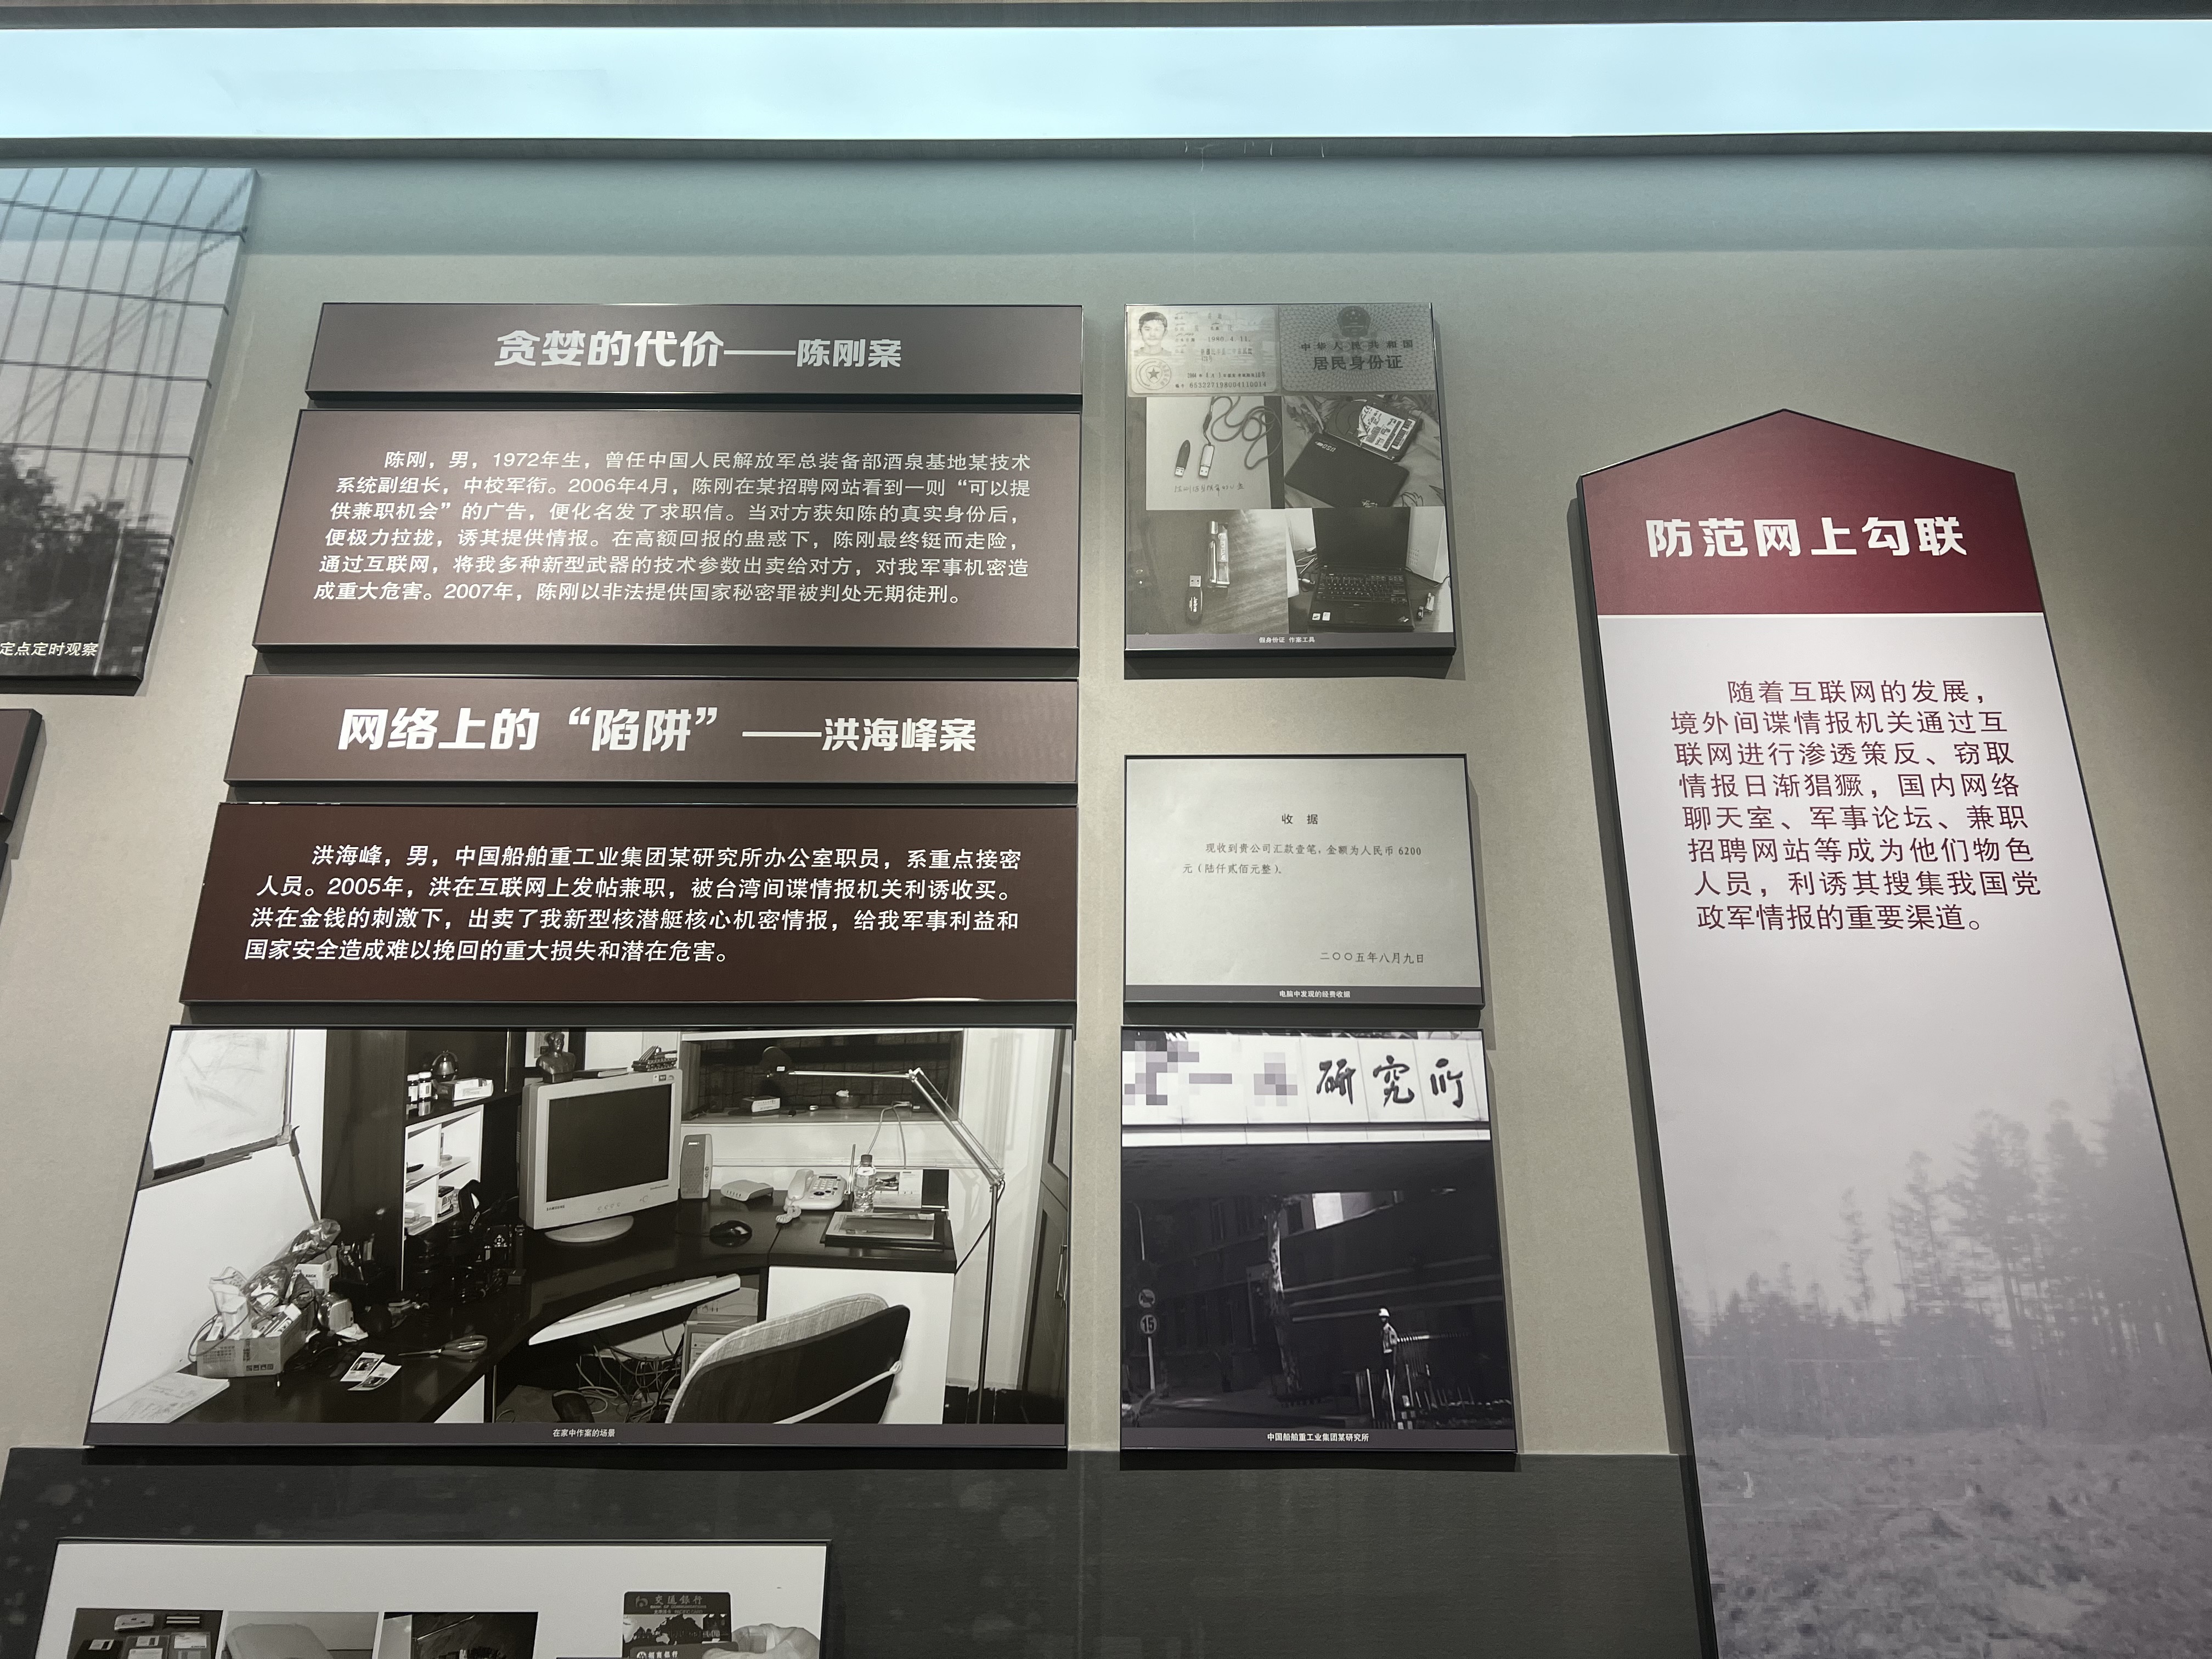 定点定时观察
贪婪的代价——陈刚案
陈刚，男，1972年生，曾任中国人民解放军总装备部酒泉基地某技术
系统副组长，中校军衔。2006年4月，陈刚在某招聘网站看到一则“可以提
供兼职机会”的广告，便化名发了求职信。当对方获知陈的真实身份后，
便极力拉拢，诱其提供情报。在高额回报的蛊惑下，陈刚最终铤而走险，
通过互联网，将我多种新型武器的技术参数出卖给对方，对我军事机密造
成重大危害。2007年，陈刚以非法提供国家秘密罪被判处无期徒刑。
中华人民共和国
居民身份证
假身份证 作案工具
网络上的“陷阱”——洪海峰案
洪海峰，男，中国船舶重工业集团某研究所办公室职员，系重点接密
人员。2005年，洪在互联网上发帖兼职，被台湾间谍情报机关利诱收买。
洪在金钱的刺激下，出卖了我新型核潜艇核心机密情报，给我军事利益和
国家安全造成难以挽回的重大损失和潜在危害。
收 据
现收到贵公司汇款壹笔，金额为人民币 6200
元（陆仟贰佰元整）。
二〇〇五年八月九日
电脑中发现的经费收据
SAMSUNG
在家中作案的场景
研究所
15
中国船舶重工业集团某研究所
防范网上勾联
随着互联网的发展，
境外间谍情报机关通过互
联网进行渗透策反、窃取
情报日渐猖獗，国内网络
聊天室、军事论坛、兼职
招聘网站等成为他们物色
人员，利诱其搜集我国党
政军情报的重要渠道。
交通银行